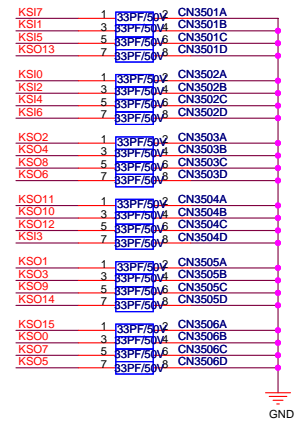 KSI7 1 33PF/50V 2 CN3501A
KSI1 3 33PF/50V 4 CN3501B
KSI5 5 33PF/50V 6 CN3501C
KSO13 7 33PF/50V 8 CN3501D
KSI0 1 33PF/50V 2 CN3502A
KSI2 3 33PF/50V 4 CN3502B
KSI4 5 33PF/50V 6 CN3502C
KSI6 7 33PF/50V 8 CN3502D
KSO2 1 33PF/50V 2 CN3503A
KSO4 3 33PF/50V 4 CN3503B
KSO8 5 33PF/50V 6 CN3503C
KSO6 7 33PF/50V 8 CN3503D
KSO11 1 33PF/50V 2 CN3504A
KSO10 3 33PF/50V 4 CN3504B
KSO12 5 33PF/50V 6 CN3504C
KSI3 7 33PF/50V 8 CN3504D
KSO1 1 33PF/50V 2 CN3505A
KSO3 3 33PF/50V 4 CN3505B
KSO9 5 33PF/50V 6 CN3505C
KSO14 7 33PF/50V 8 CN3505D
KSO15 1 33PF/50V 2 CN3506A
KSO0 3 33PF/50V 4 CN3506B
KSO7 5 33PF/50V 6 CN3506C
KSO5 7 33PF/50V 8 CN3506D
GND